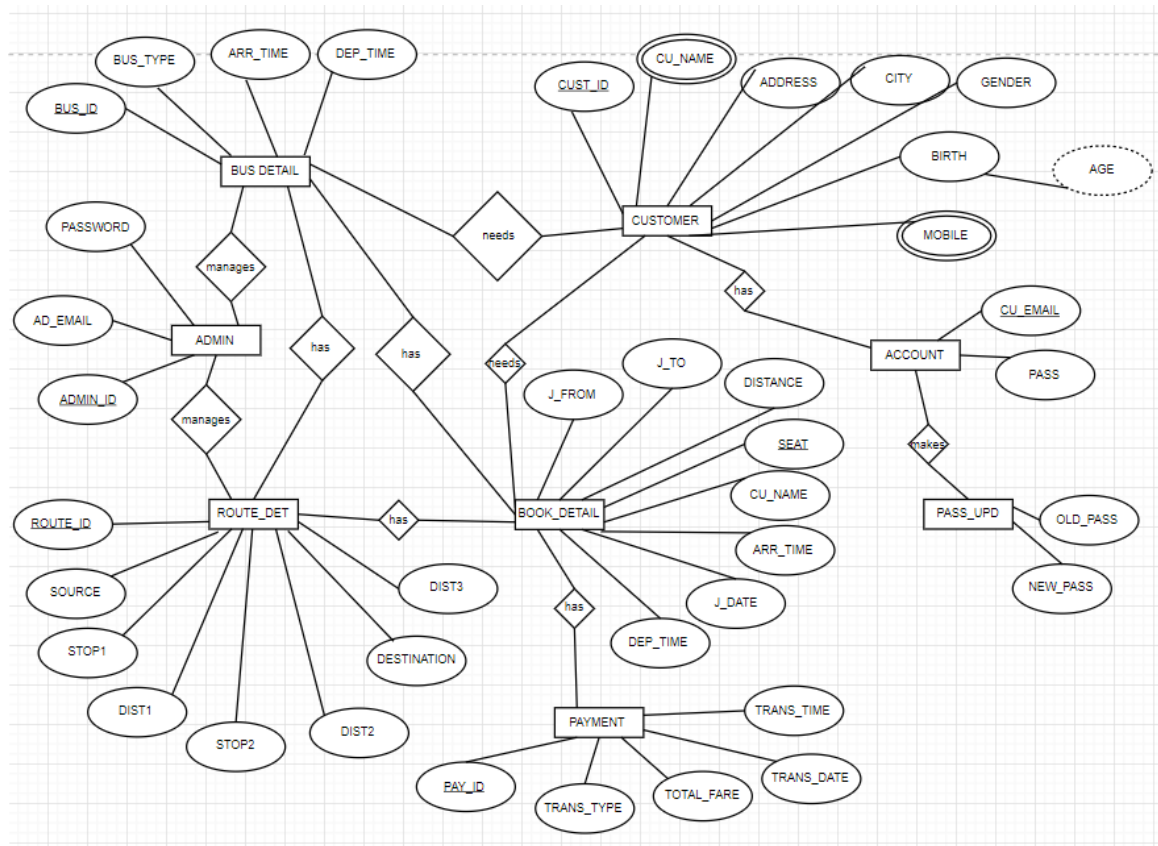 BUS_TYPE
ARR_TIME
DEP_TIME
BUS_ID
BUS DETAIL
CUST_ID
CU_NAME
ADDRESS
CITY
GENDER
BIRTH
AGE
CUSTOMER
MOBILE
needs
PASSWORD
manages
AD_EMAIL
ADMIN
ADMIN_ID
manages
has
has
needs
has
CU_EMAIL
ACCOUNT
PASS
makes
PASS_UPD
OLD_PASS
NEW_PASS
J_FROM
J_TO
DISTANCE
SEAT
CU_NAME
ARR_TIME
J_DATE
DEP_TIME
BOOK_DETAIL
has
ROUTE_DET
ROUTE_ID
SOURCE
STOP1
DIST1
STOP2
DIST2
DESTINATION
DIST3
has
PAYMENT
TRANS_TIME
TRANS_DATE
TOTAL_FARE
TRANS_TYPE
PAY_ID